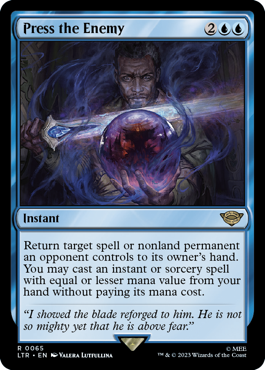 Press the Enemy 2
Instant
Return target spell or nonland permanent
an opponent controls to its owner's hand.
You may cast an instant or sorcery spell
with equal or lesser mana value from your
hand without paying its mana cost.
"I showed the blade reforged to him. He is not
so mighty yet that he is above fear."
R 0065 © MEE
LTR • EN VALERA LUTFULLINA ™ & © 2023 Wizards of the Coast